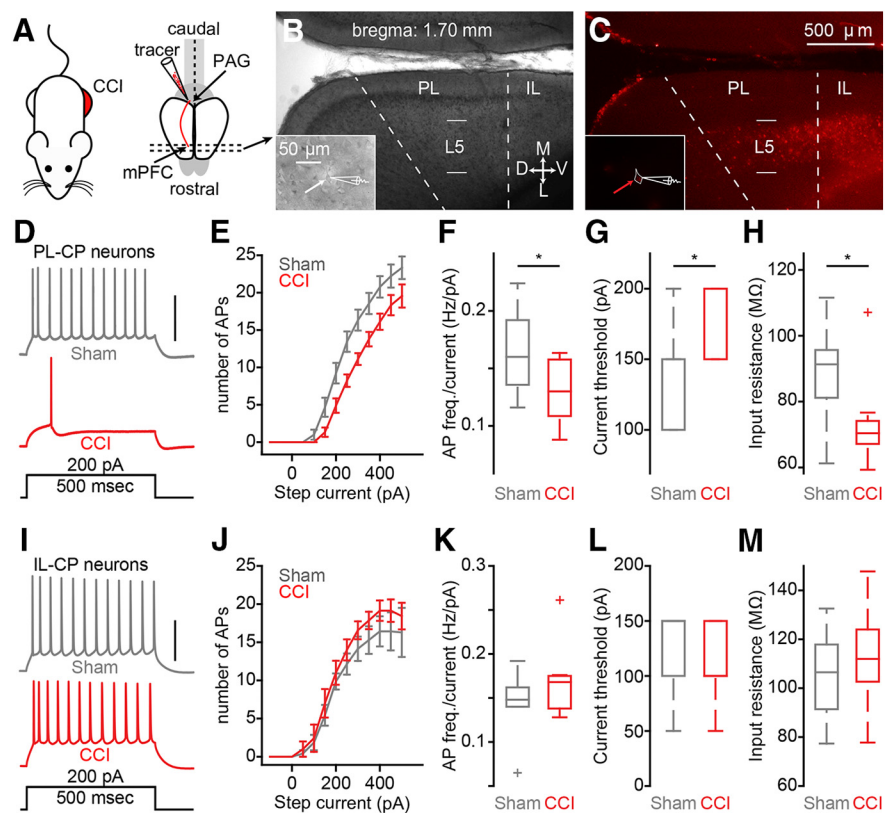 A
CCI
caudal
tracer
PAG
mPFC
rostral
B
bregma: 1.70 mm
PL
IL
L5
50 µm
M
D V
L
C
500 µm
PL
IL
L5
D
PL-CP neurons
Sham
CCI
200 pA
500 msec
E
25
20
15
10
5
0
number of APs
Sham
CCI
0 200 400
Step current (pA)
F
*
0.2
0.1
AP freq./current (Hz/pA)
Sham CCI
G
*
200
150
100
Current threshold (pA)
Sham CCI
H
*
120
100
80
60
Input resistance (MΩ)
Sham CCI
I
IL-CP neurons
Sham
CCI
200 pA
500 msec
J
25
20
15
10
5
0
number of APs
Sham
CCI
0 200 400
Step current (pA)
K
0.3
0.2
0.1
AP freq./current (Hz/pA)
Sham CCI
L
200
150
100
50
0
Current threshold (pA)
Sham CCI
M
140
120
100
80
60
Input resistance (MΩ)
Sham CCI